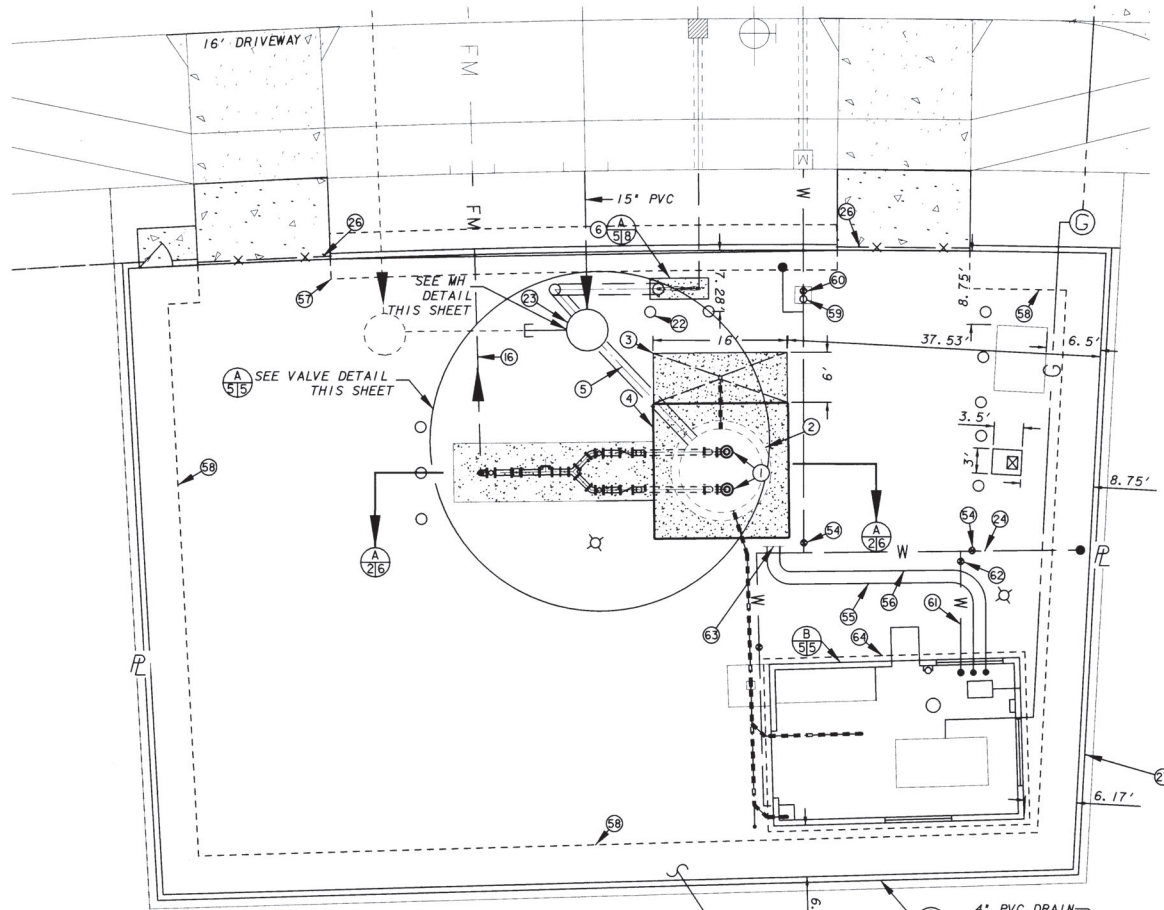 16' DRIVEWAY
FM
W
M
15" PVC
FM
W
26
6
A
5 8
26
G
SEE MH
DETAIL
THIS SHEET
57
23
22
7.28'
60
59
8.75'
58
16
3
16'
9'
37.53'
6.5'
G
A
5 5
SEE VALVE DETAIL
THIS SHEET
5
4
2
3.5'
3'
58
1
8.75'
A
2 6
54
A
2 6
W
54
24
PL
62
W
63
55
56
61
W
B
5 5
64
PL
6.17'
58
S
6.
4" PVC DRAIN